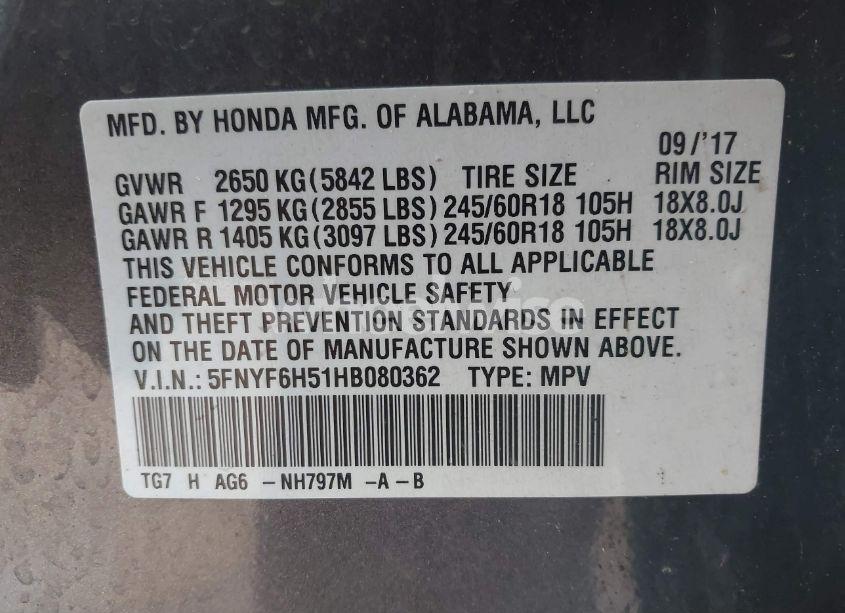 MFD. BY HONDA MFG. OF ALABAMA, LLC
09/'17
GVWR 2650 KG(5842 LBS) TIRE SIZE RIM SIZE
GAWR F 1295 KG(2855 LBS) 245/60R18 105H 18X8.0J
GAWR R 1405 KG(3097 LBS) 245/60R18 105H 18X8.0J
THIS VEHICLE CONFORMS TO ALL APPLICABLE
FEDERAL MOTOR VEHICLE SAFETY
AND THEFT PREVENTION STANDARDS IN EFFECT
ON THE DATE OF MANUFACTURE SHOWN ABOVE.
V.I.N.: 5FNYF6H51HB080362 TYPE: MPV
TG7 H AG6 -NH797M -A-B